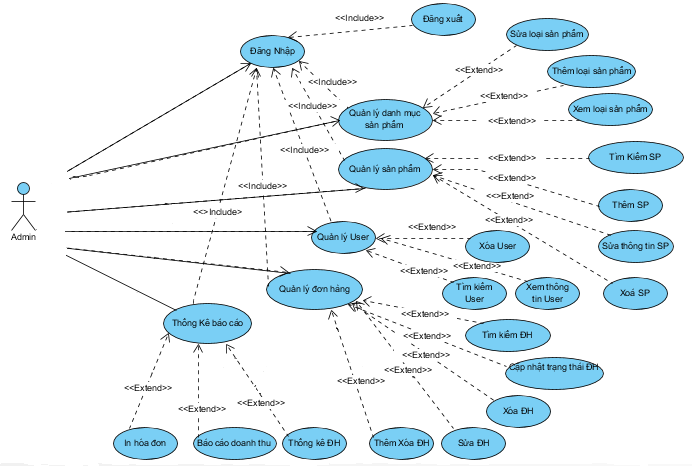 <<Include>>
Đăng xuất
Sửa loại sản phẩm
Đăng Nhập
<<Extend>>
Thêm loại sản phẩm
<<Include>>
<<Extend>>
Xem loại sản phẩm
<<Include>>
Quản lý danh mục
sản phẩm
<<Extend>>
<<Include>>
<<Extend>>
Tìm Kiếm SP
Quản lý sản phẩm
<<Extend>>
<<Include>>
<<>Extend>>
Thêm SP
<<>Include>
<<Extend>>
Admin
Quản lý User
<<Extend>>
Xóa User
Sửa thông tin SP
<<Extend>>
<<Extend>>
Quản lý đơn hàng
Tìm kiếm
User
Xem thông
tin User
Xoá SP
<<Extend>>
Thống Kê báo cáo
Tìm kiếm ĐH
<<Extend>>
<<Extend>>
Cập nhật trạng thái ĐH
<<Extend>>
<<Extend>>
<<Extend>>
<<Extend>>
<<Extend>>
Xóa ĐH
In hóa đơn
Báo cáo doanh thu
Thống kê ĐH
Thêm Xóa ĐH
Sửa ĐH